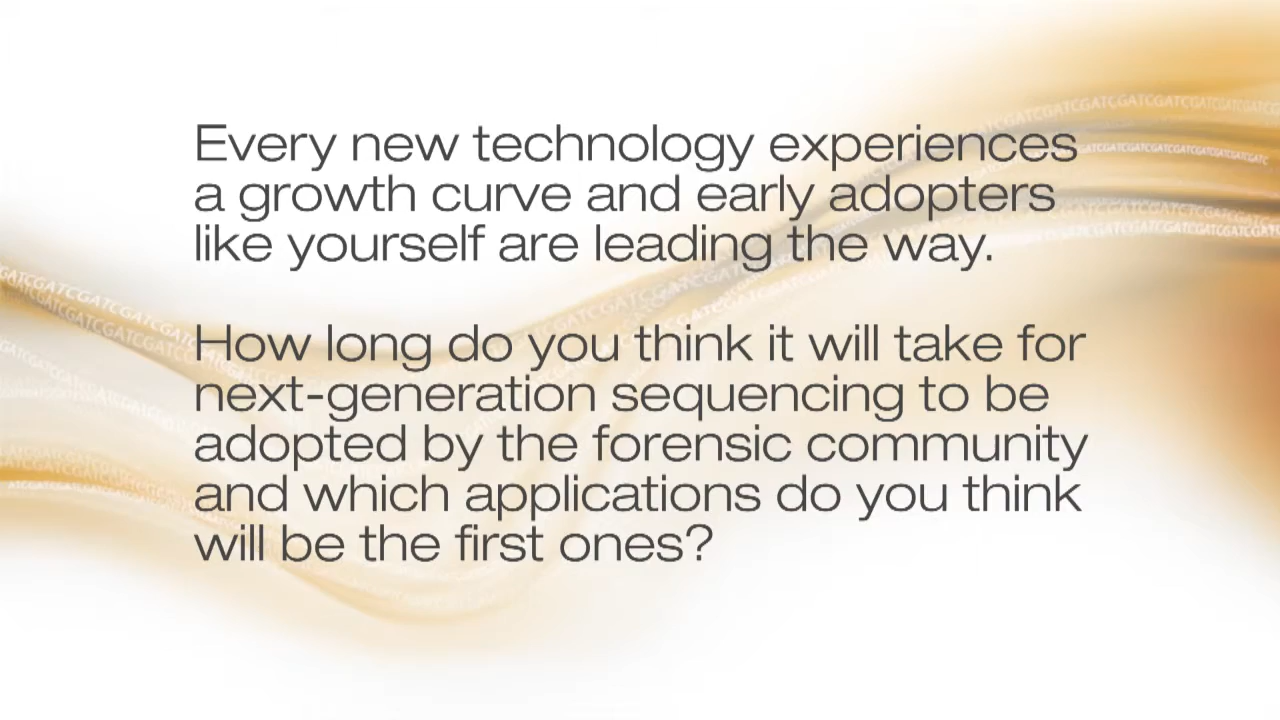 Every new technology experiences
a growth curve and early adopters
like yourself are leading the way.
How long do you think it will take for
next-generation sequencing to be
adopted by the forensic community
and which applications do you think
will be the first ones?